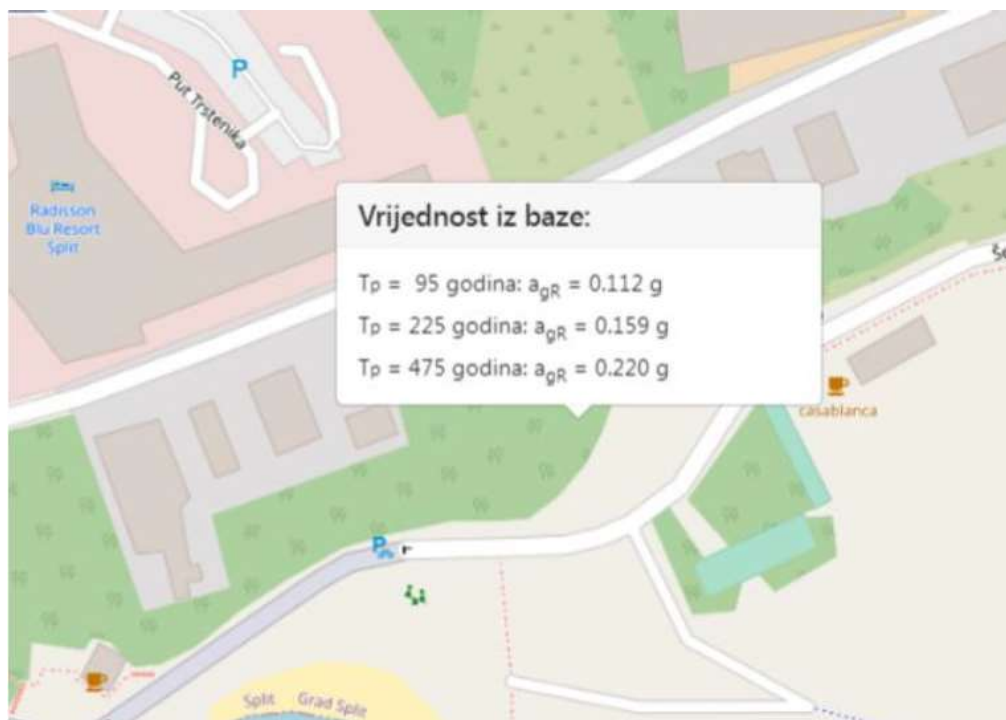 P
Put Trstenika
Radisson
Blu Resort
Split
Vrijednost iz baze:
Tp = 95 godina: agR = 0.112 g
Tp = 225 godina: agR = 0.159 g
Tp = 475 godina: agR = 0.220 g
Še
casablanca
P
Split Grad Split